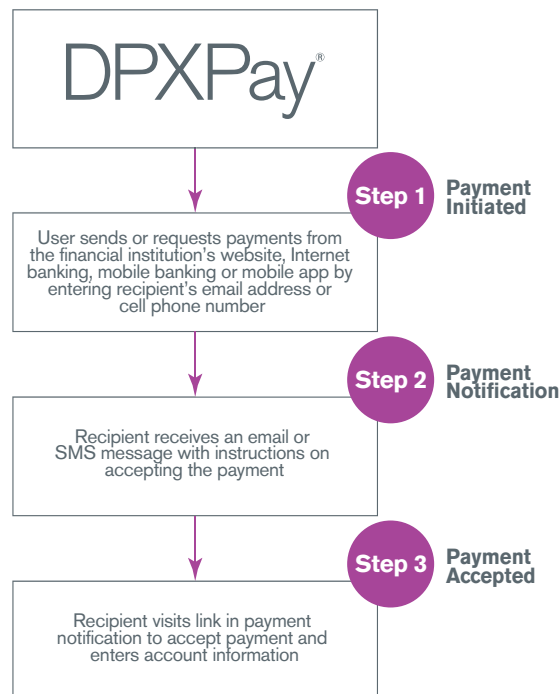 DPXPay®
Step 1
Payment
Initiated
User sends or requests payments from
the financial institution's website, Internet
banking, mobile banking or mobile app by
entering recipient's email address or
cell phone number
Step 2
Payment
Notification
Recipient receives an email or
SMS message with instructions on
accepting the payment
Step 3
Payment
Accepted
Recipient visits link in payment
notification to accept payment and
enters account information